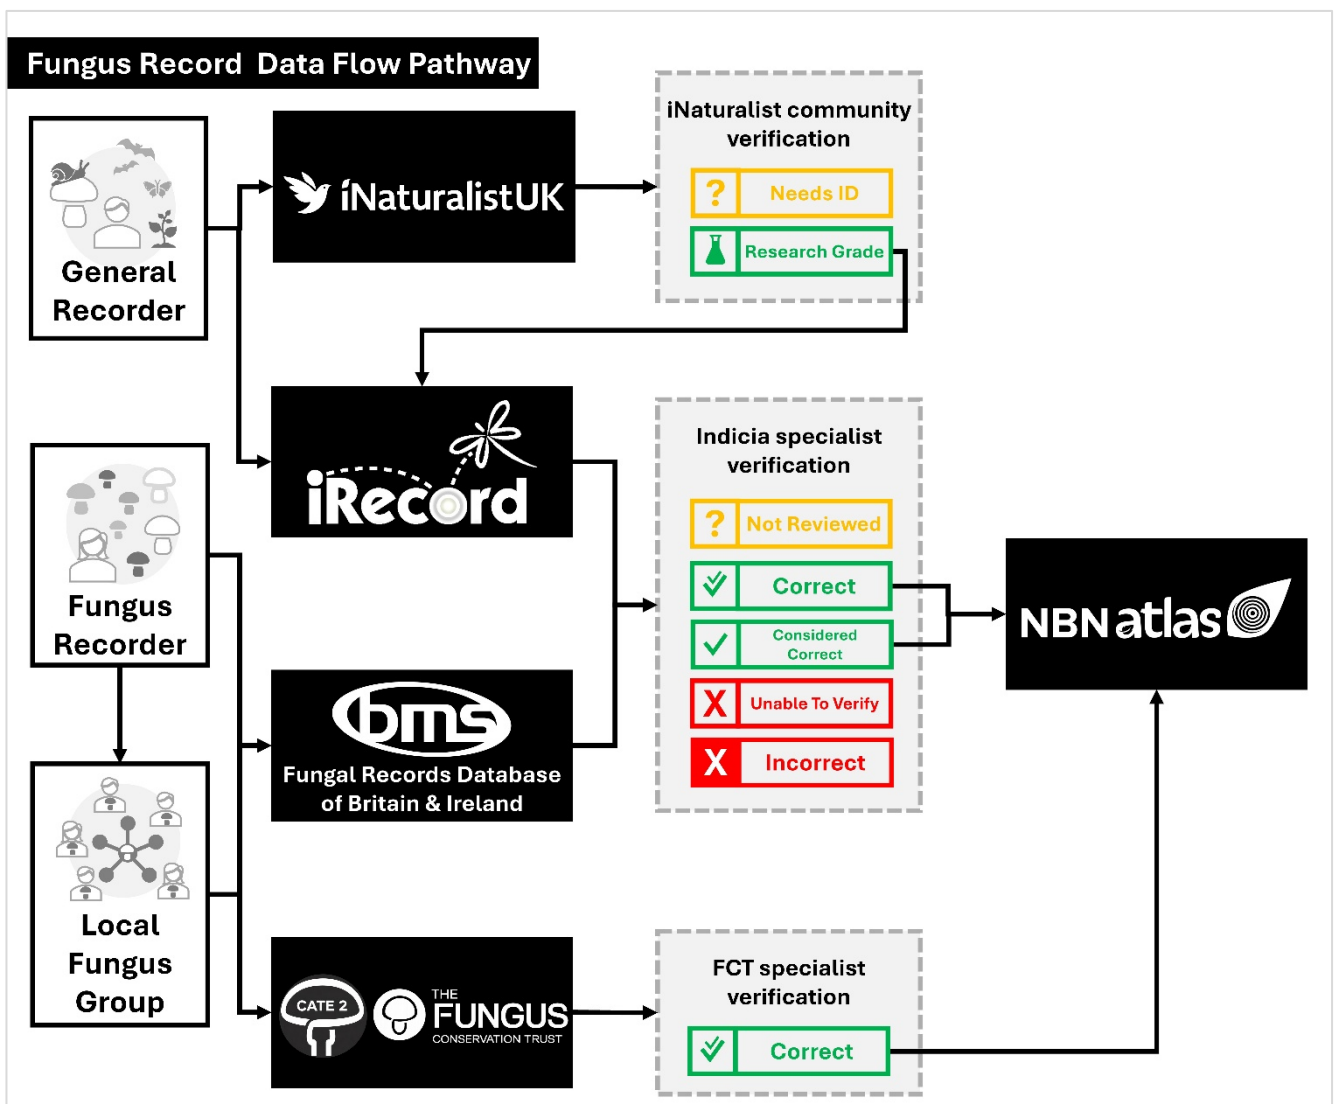 Fungus Record Data Flow Pathway
General
Recorder
iNaturalistUK
iNaturalist community
verification
?
Needs ID
Research Grade
Fungus
Recorder
iRecord
Indicia specialist
verification
?
Not Reviewed
Correct
Considered
Correct
X
Unable To Verify
X
Incorrect
NBN atlas
Local
Fungus
Group
bms
Fungal Records Database
of Britain & Ireland
CATE 2
THE
FUNGUS
CONSERVATION TRUST
FCT specialist
verification
Correct